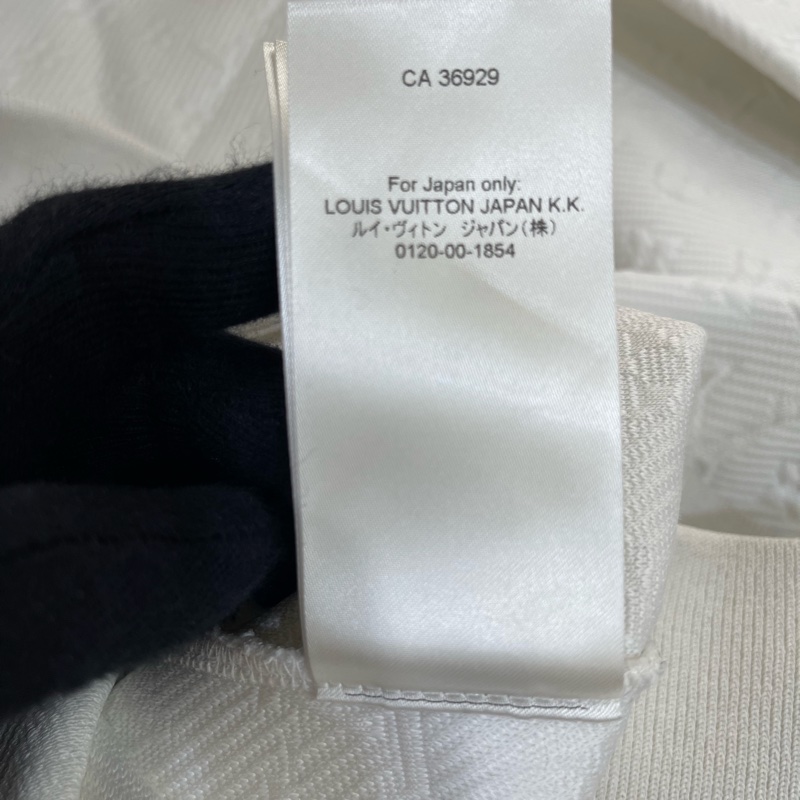 CA 36929
For Japan only:
LOUIS VUITTON JAPAN K.K.
ルイ・ヴィトン ジャパン(株)
0120-00-1854